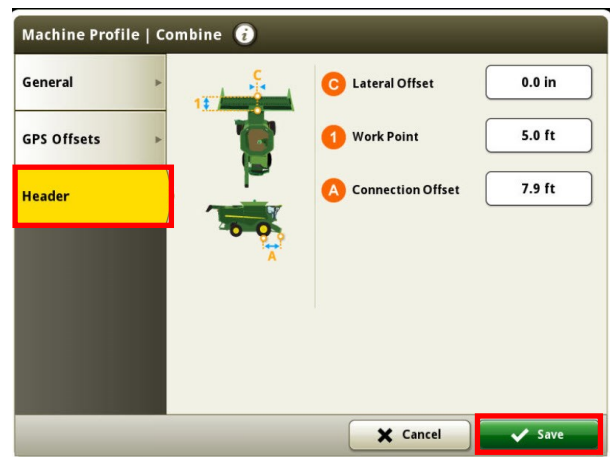 Machine Profile | Combine i
General
GPS Offsets
Header
C
1
A
C Lateral Offset 0.0 in
1 Work Point 5.0 ft
A Connection Offset 7.9 ft
Cancel
Save